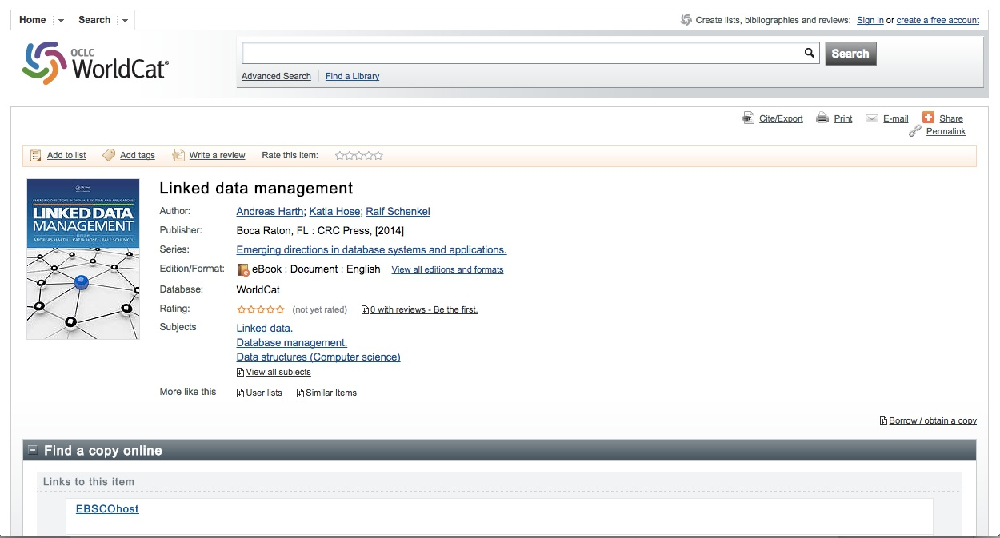 Home Search Create lists, bibliographies and reviews: Sign in or create a free account
OCLC
WorldCat®
Search
Advanced Search Find a Library
Cite/Export Print E-mail Share
Permalink
Add to list Add tags Write a review Rate this item:
EMERGING DIRECTIONS IN DATABASE SYSTEMS AND APPLICATIONS
LINKED DATA
MANAGEMENT
EDITED BY
ANDREAS HARTH · KATJA HOSE · RALF SCHENKEL
Linked data management
Author: Andreas Harth; Katja Hose; Ralf Schenkel
Publisher: Boca Raton, FL : CRC Press, [2014]
Series: Emerging directions in database systems and applications.
Edition/Format: eBook : Document : English View all editions and formats
Database: WorldCat
Rating: (not yet rated) 0 with reviews - Be the first.
Subjects Linked data.
Database management.
Data structures (Computer science)
View all subjects
More like this User lists Similar Items
Borrow / obtain a copy
Find a copy online
Links to this item
EBSCOhost